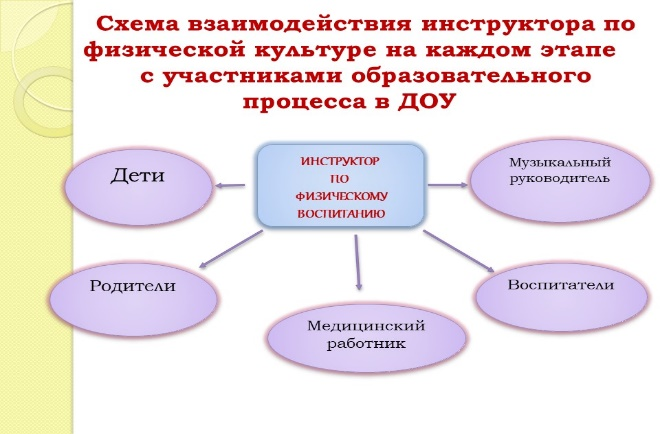 Схема взаимодействия инструктора по
физической культуре на каждом этапе
с участниками образовательного
процесса в ДОУ
Дети
ИНСТРУКТОР
ПО
ФИЗИЧЕСКОМУ
ВОСПИТАНИЮ
Музыкальный
руководитель
Родители
Медицинский
работник
Воспитатели